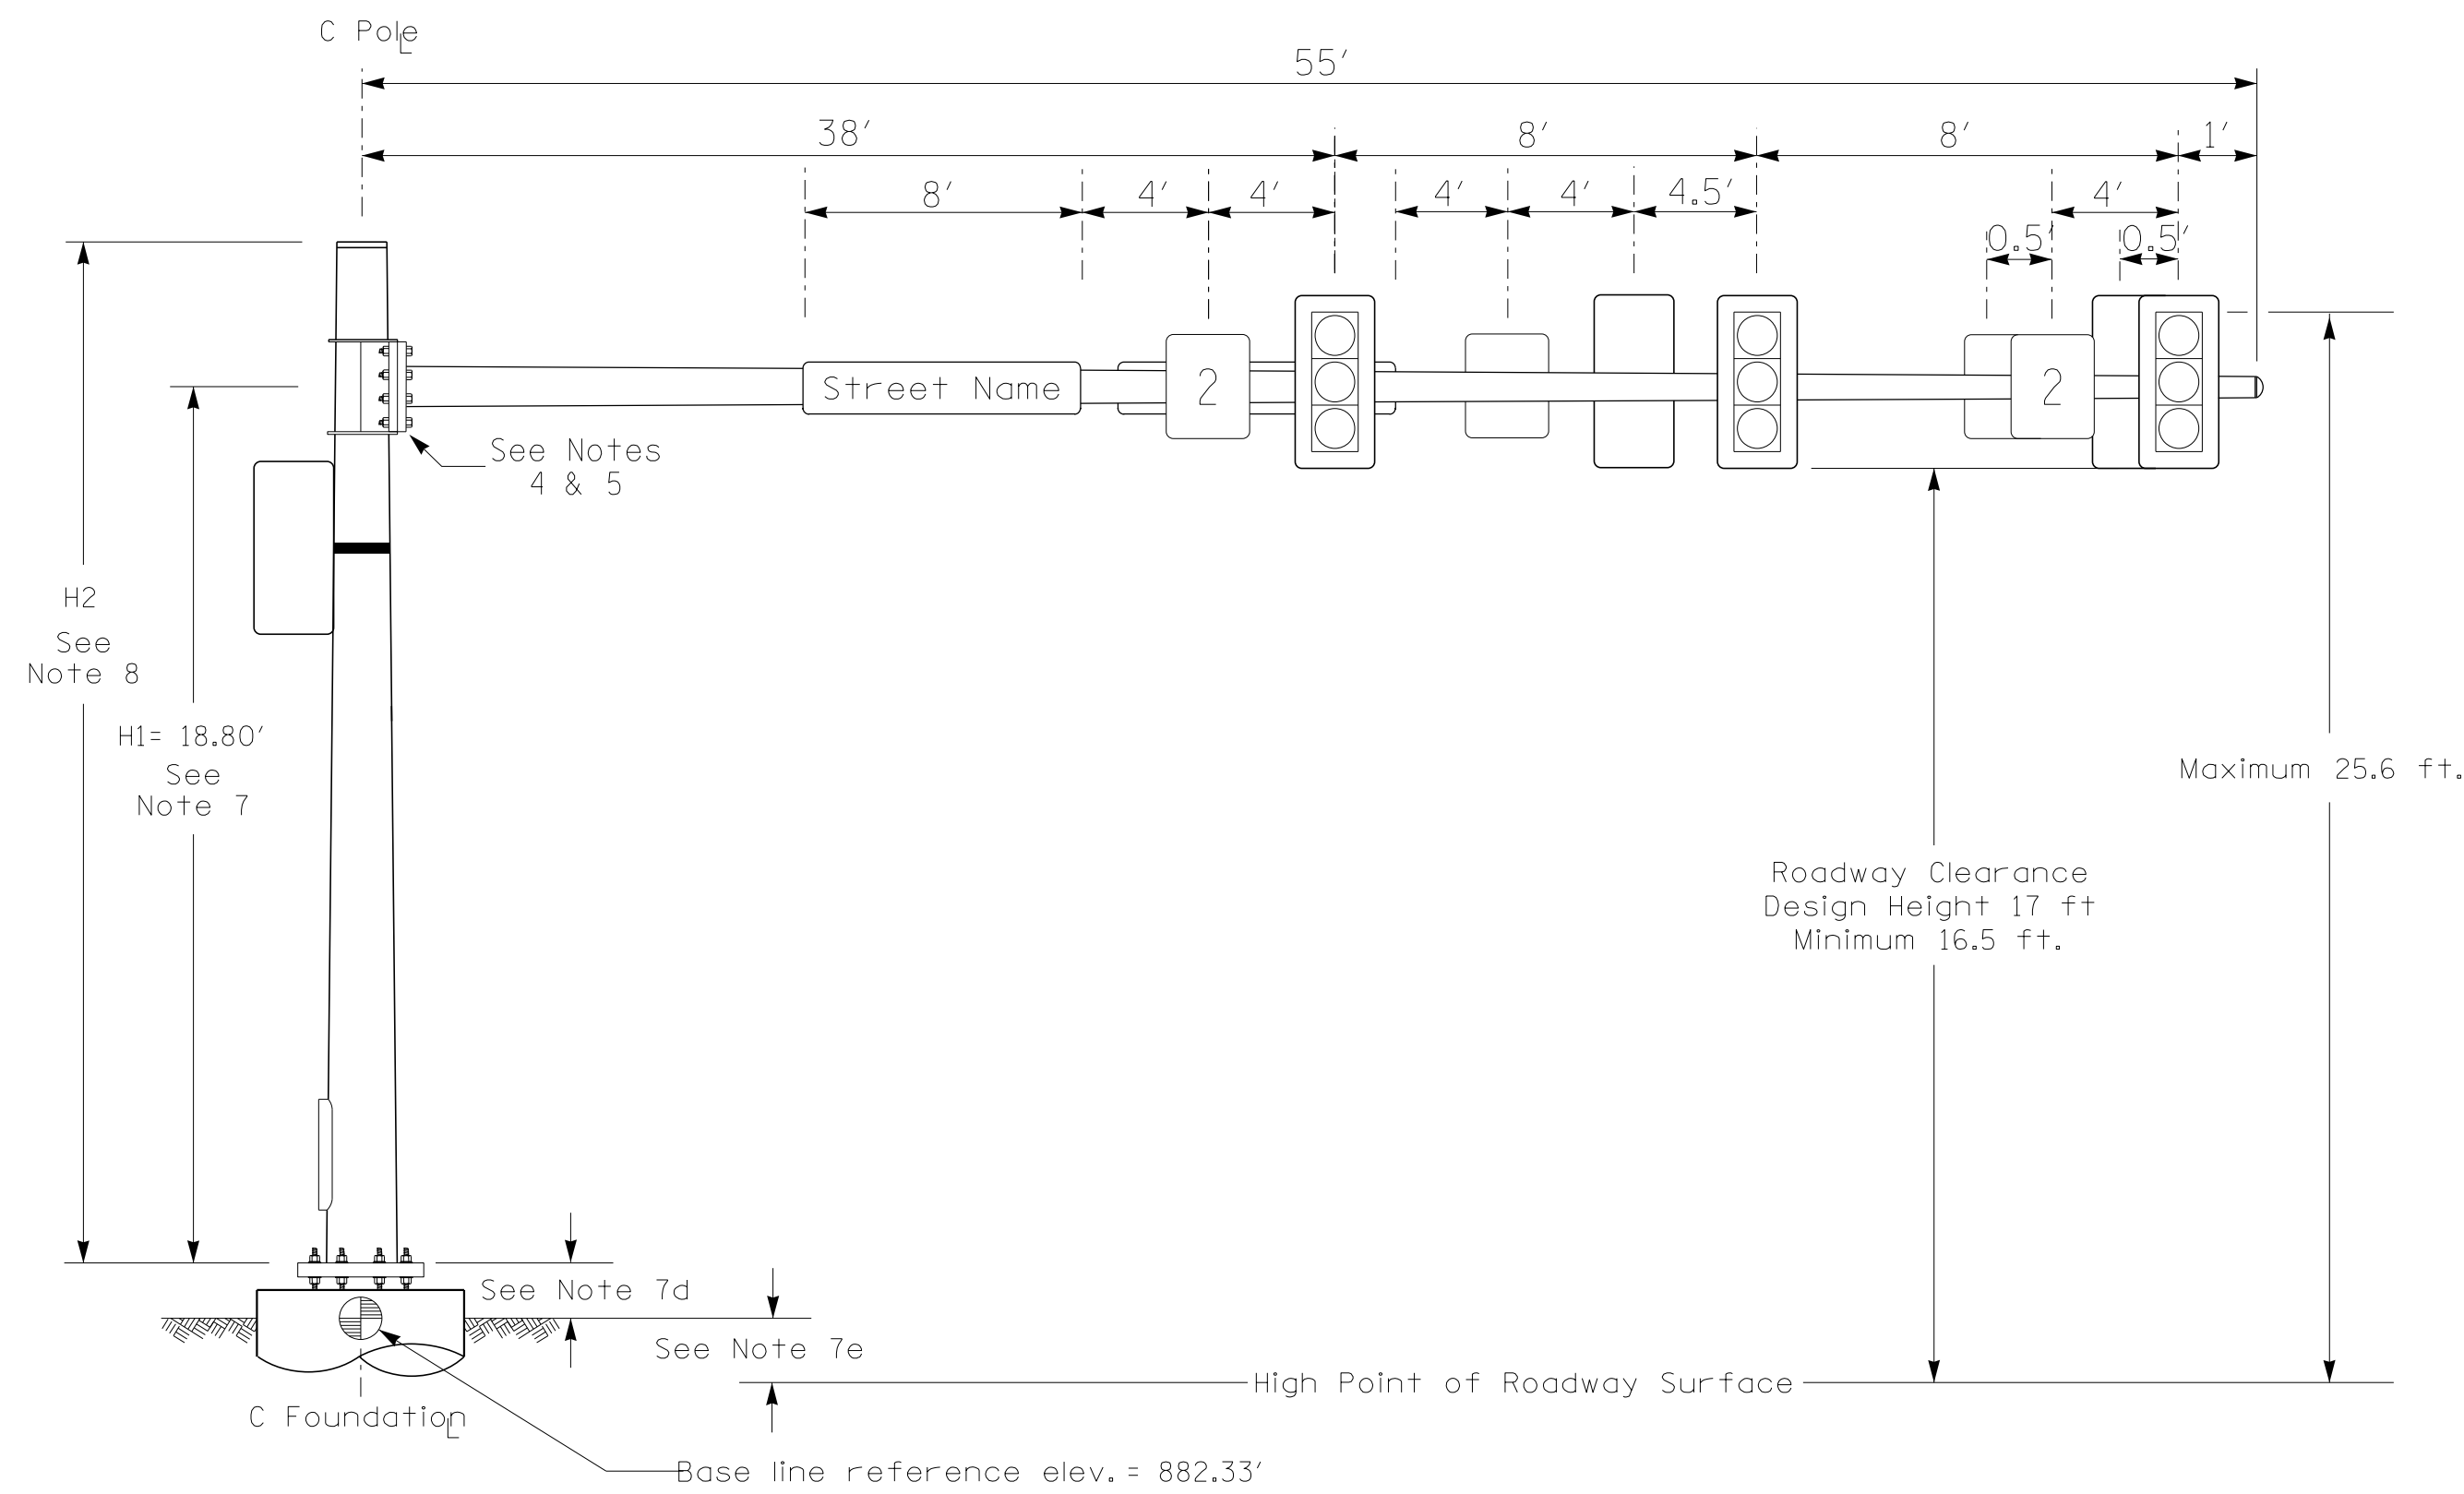 C Pole
L
55'
38'
8'
8'
1'
8'
4'
4'
4'
4'
4.5'
4'
0.5'
0.5'
Street Name
2
2
See Notes
4 & 5
H2
See
Note 8
H1= 18.80'
See
Note 7
Maximum 25.6 ft.
Roadway Clearance
Design Height 17 ft
Minimum 16.5 ft.
See Note 7d
See Note 7e
High Point of Roadway Surface
C Foundation
L
Base line reference elev. = 882.33'